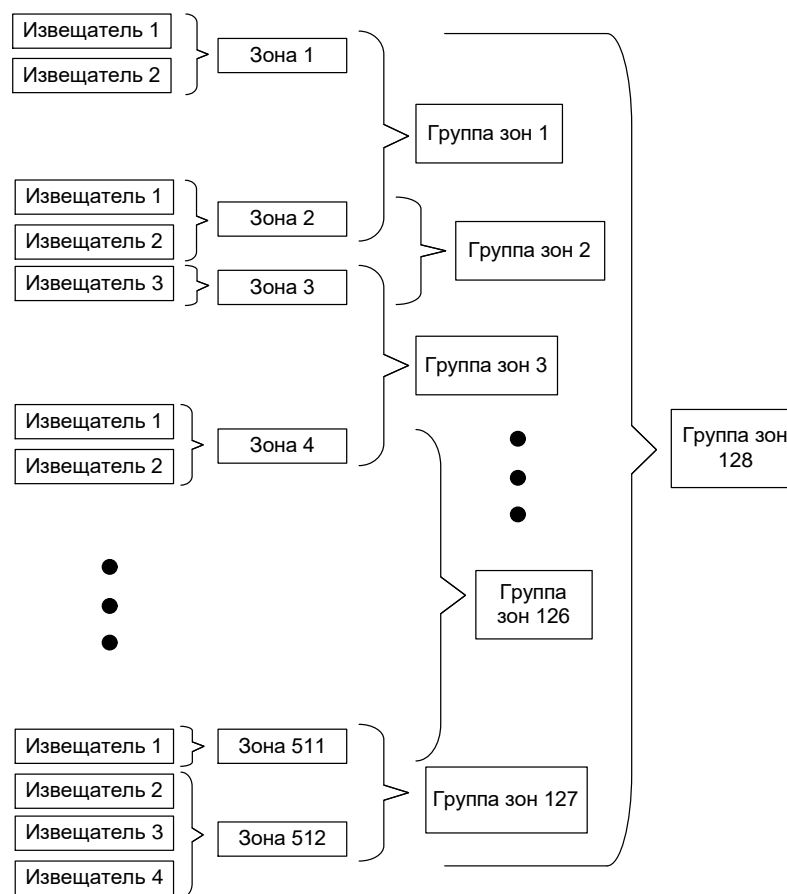 Извещатель 1
Извещатель 2
Зона 1
Группа зон 1
Извещатель 1
Извещатель 2
Извещатель 3
Зона 2
Зона 3
Группа зон 2
Группа зон 3
Извещатель 1
Извещатель 2
Зона 4
Группа зон
128
Группа
зон 126
Извещатель 1
Извещатель 2
Извещатель 3
Извещатель 4
Зона 511
Зона 512
Группа зон 127